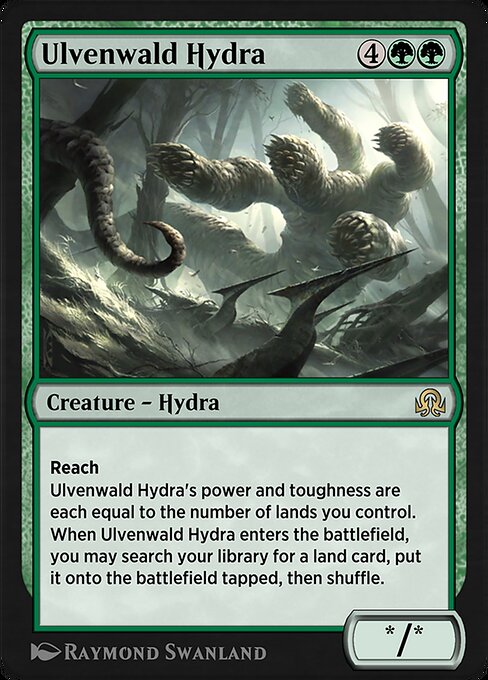 Ulvenwald Hydra 4
Creature – Hydra
Reach
Ulvenwald Hydra's power and toughness are
each equal to the number of lands you control.
When Ulvenwald Hydra enters the battlefield,
you may search your library for a land card, put
it onto the battlefield tapped, then shuffle.
*/*
Raymond Swanland